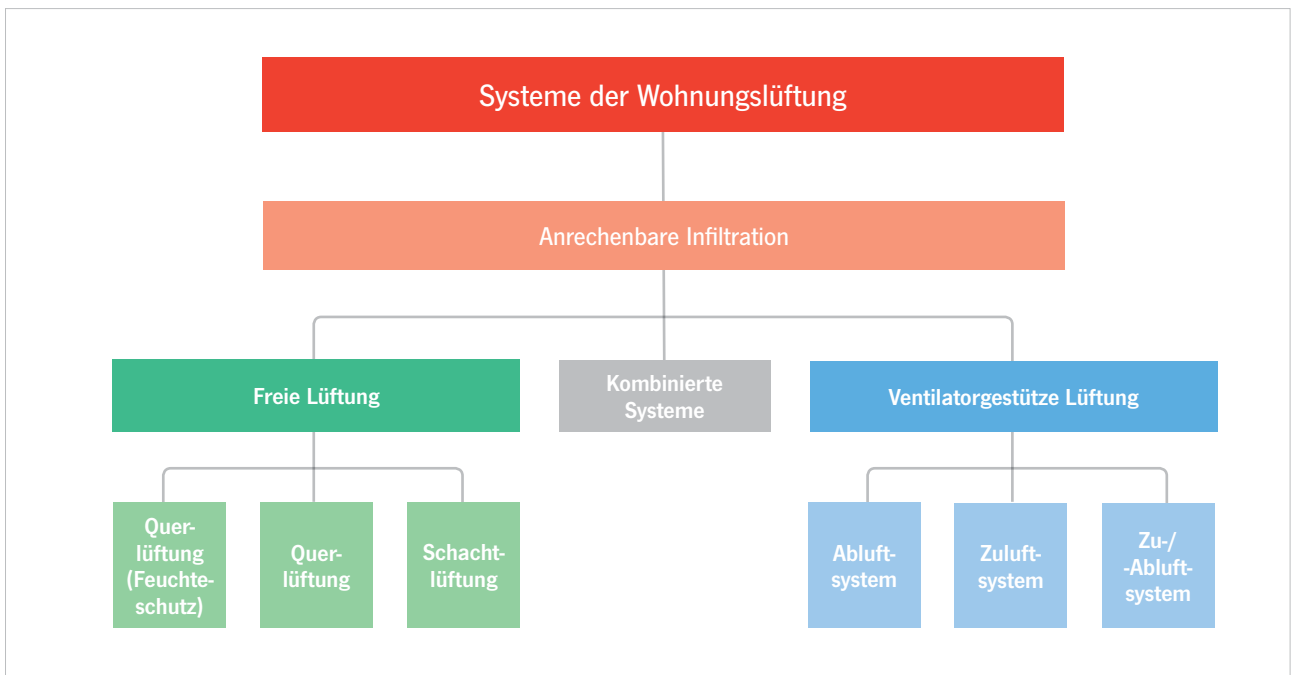 Systeme der Wohnungslüftung
Anrechenbare Infiltration
Freie Lüftung
Kombinierte
Systeme
Ventilatorgestütze Lüftung
Quer-
lüftung
(Feuchte-
schutz)
Quer-
lüftung
Schacht-
lüftung
Abluft-
system
Zuluft-
system
Zu-/
-Abluft-
system